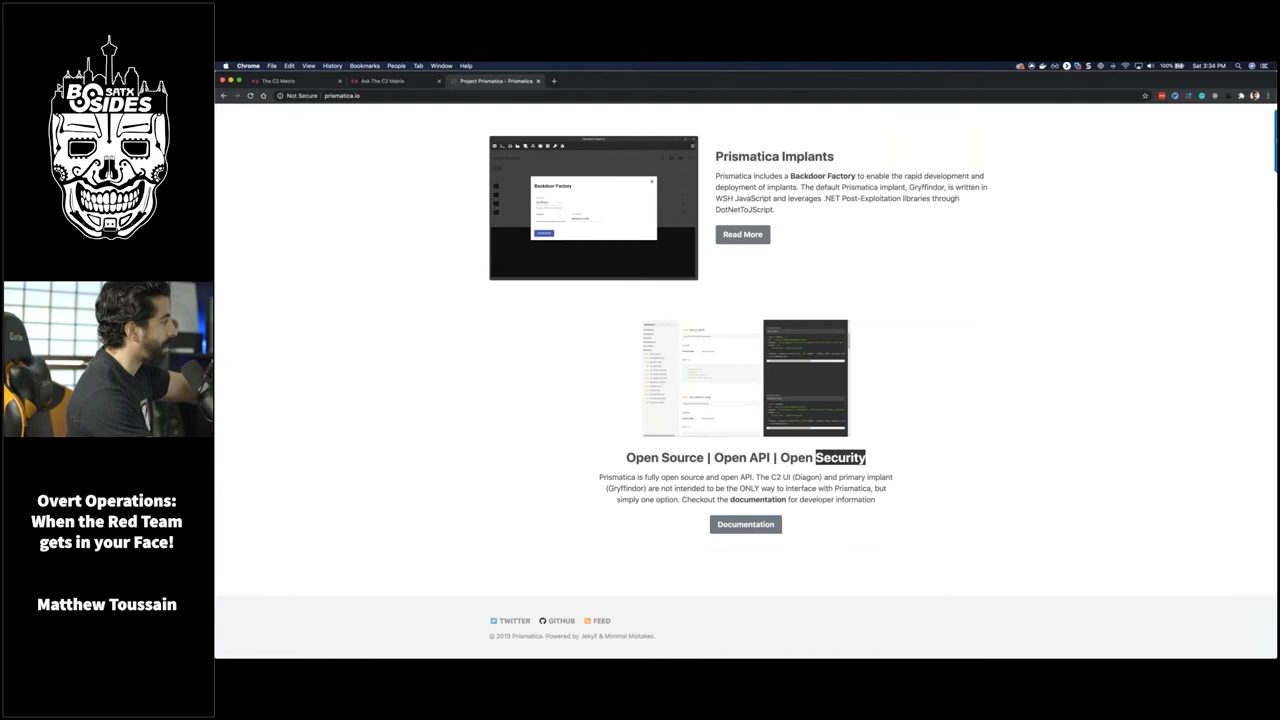 BSIDES
SATX
Overt Operations:
When the Red Team
gets in your Face!
Matthew Toussain
Chrome File Edit View History Bookmarks People Tab Window Help
100% Sat 3:34 PM
The C2 Matrix
Ask The C2 Matrix
Project Prismatica - Prismatica
Not Secure | prismatica.io
Backdoor Factory
Prismatica Implants
Prismatica includes a Backdoor Factory to enable the rapid development and
deployment of implants. The default Prismatica implant, Gryffindor, is written in
WSH JavaScript and leverages .NET Post-Exploitation libraries through
DotNetToJScript.
Read More
Open Source | Open API | Open Security
Prismatica is fully open source and open API. The C2 UI (Diagon) and primary implant
(Gryffindor) are not intended to be the ONLY way to interface with Prismatica, but
simply one option. Checkout the documentation for developer information
Documentation
TWITTER GITHUB FEED
© 2019 Prismatica. Powered by Jekyll & Minimal Mistakes.